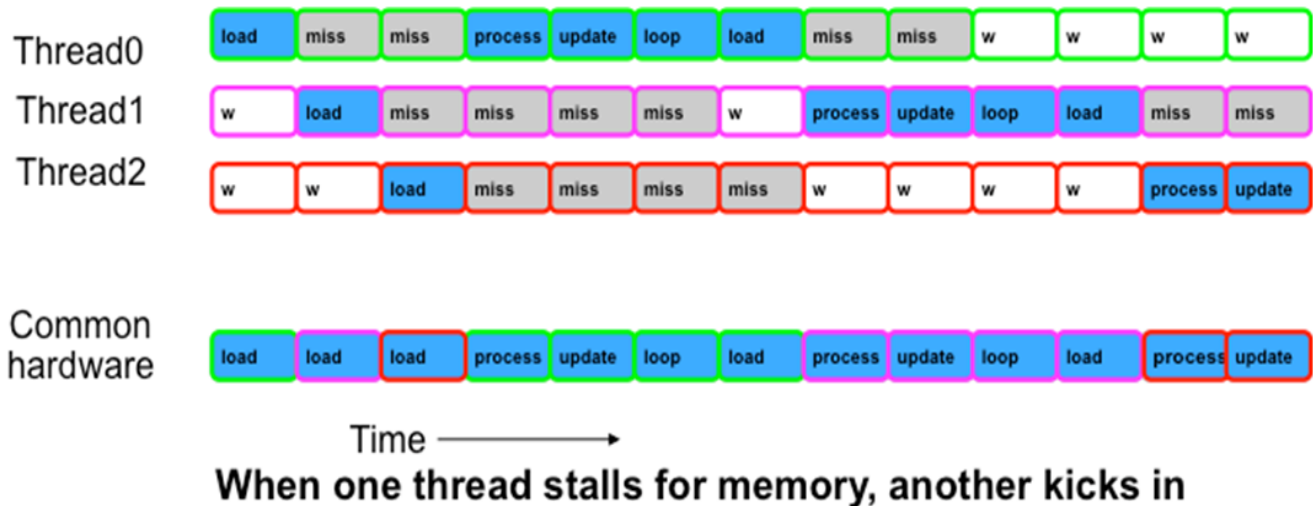 Thread0 load miss miss process update loop load miss miss w w w w
Thread1 w load miss miss miss miss w process update loop load miss miss
Thread2 w w load miss miss miss miss w w w w process update
Common
hardware load load load process update loop load process update loop load process update
Time
When one thread stalls for memory, another kicks in